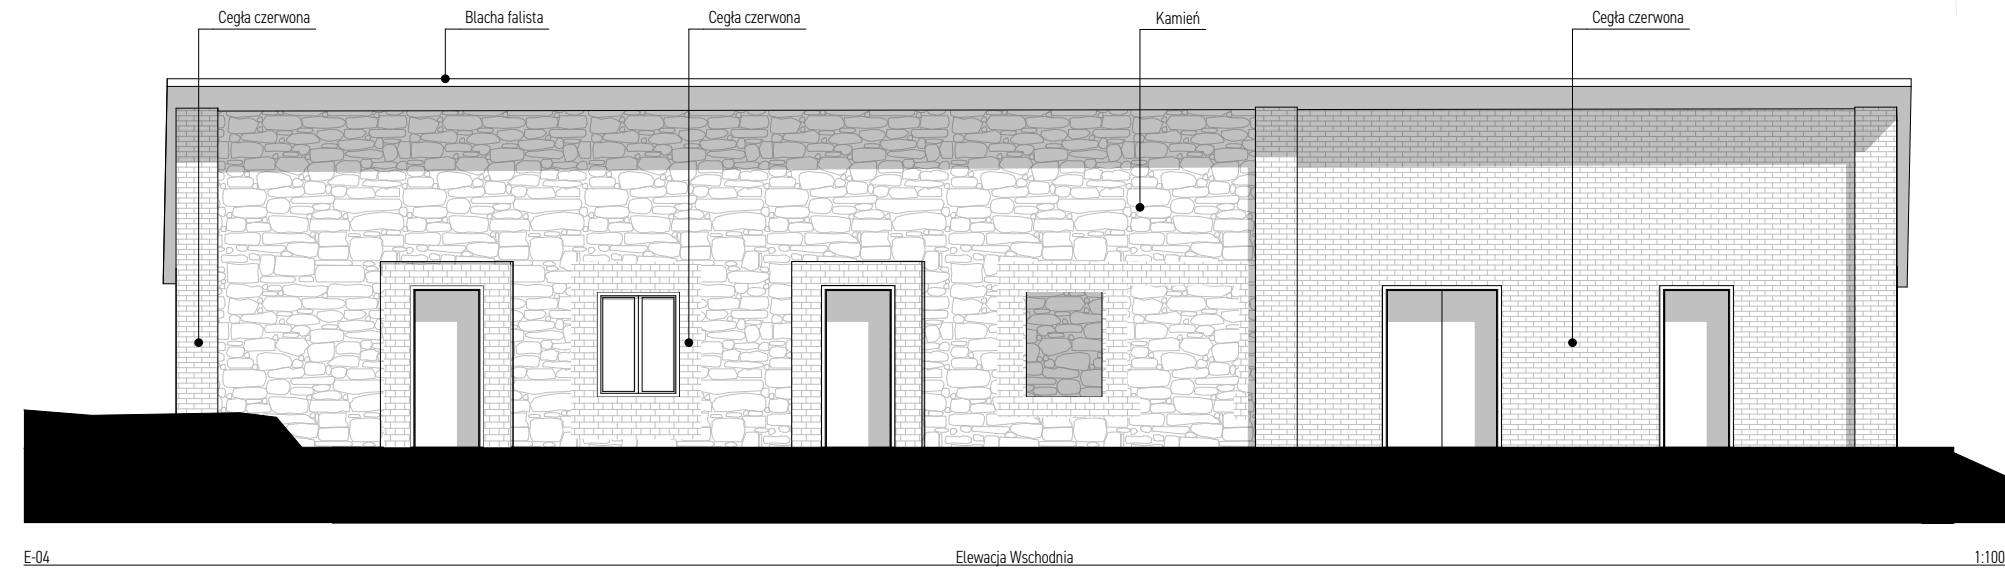 Cegła czerwona
Blacha falista
Cegła czerwona
Kamień
Cegła czerwona
E-04
Elewacja Wschodnia
1:100